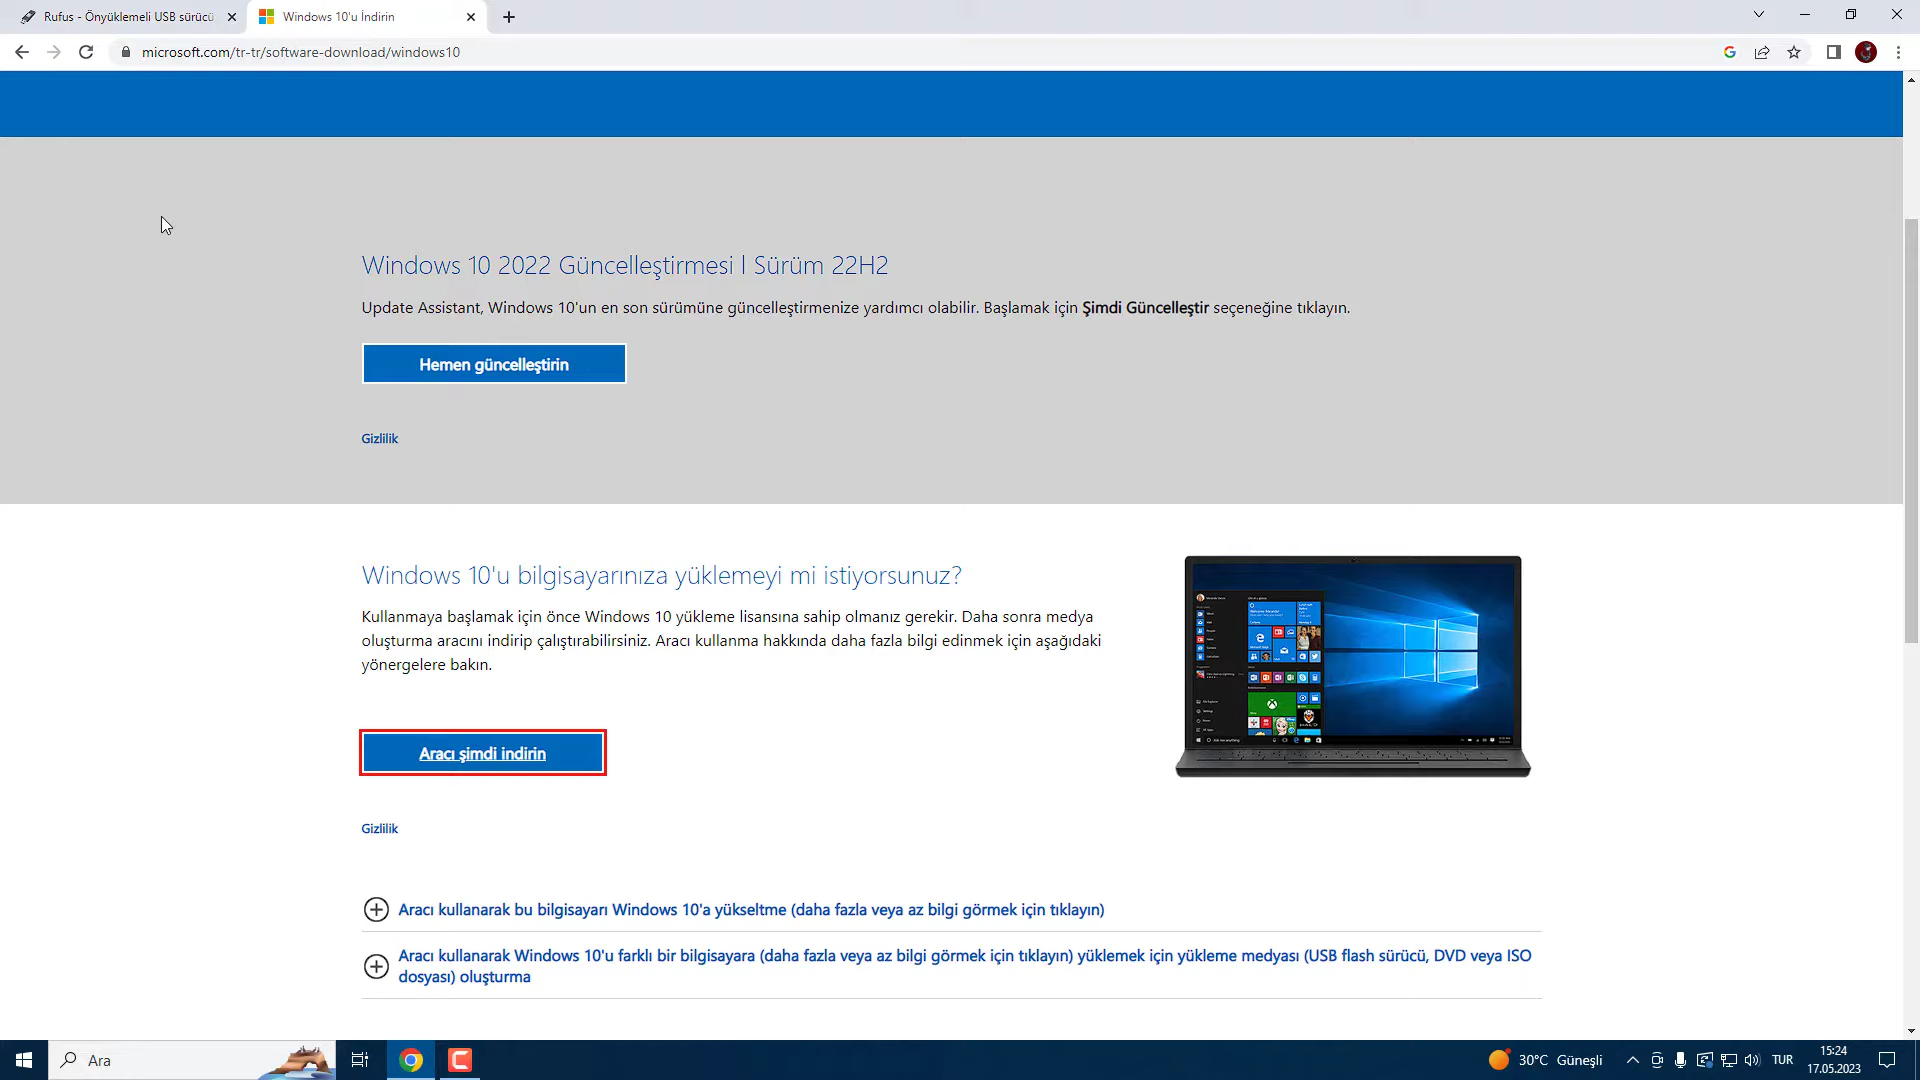 Rufus - Önyüklemeli USB sürücü
Windows 10'u İndirin
microsoft.com/tr-tr/software-download/windows10
Windows 10 2022 Güncelleştirmesi l Sürüm 22H2
Update Assistant, Windows 10'un en son sürümüne güncelleştirmenize yardımcı olabilir. Başlamak için Şimdi Güncelleştir seçeneğine tıklayın.
Hemen güncelleştirin
Gizlilik
Windows 10'u bilgisayarınıza yüklemeyi mi istiyorsunuz?
Kullanmaya başlamak için önce Windows 10 yükleme lisansına sahip olmanız gerekir. Daha sonra medya
oluşturma aracını indirip çalıştırabilirsiniz. Aracı kullanma hakkında daha fazla bilgi edinmek için aşağıdaki
yönergelere bakın.
Aracı şimdi indirin
Gizlilik
Aracı kullanarak bu bilgisayarı Windows 10'a yükseltme (daha fazla veya az bilgi görmek için tıklayın)
Aracı kullanarak Windows 10'u farklı bir bilgisayara (daha fazla veya az bilgi görmek için tıklayın) yüklemek için yükleme medyası (USB flash sürücü, DVD veya ISO
dosyası) oluşturma
Ara
30°C Güneşli
TUR
15:24
17.05.2023